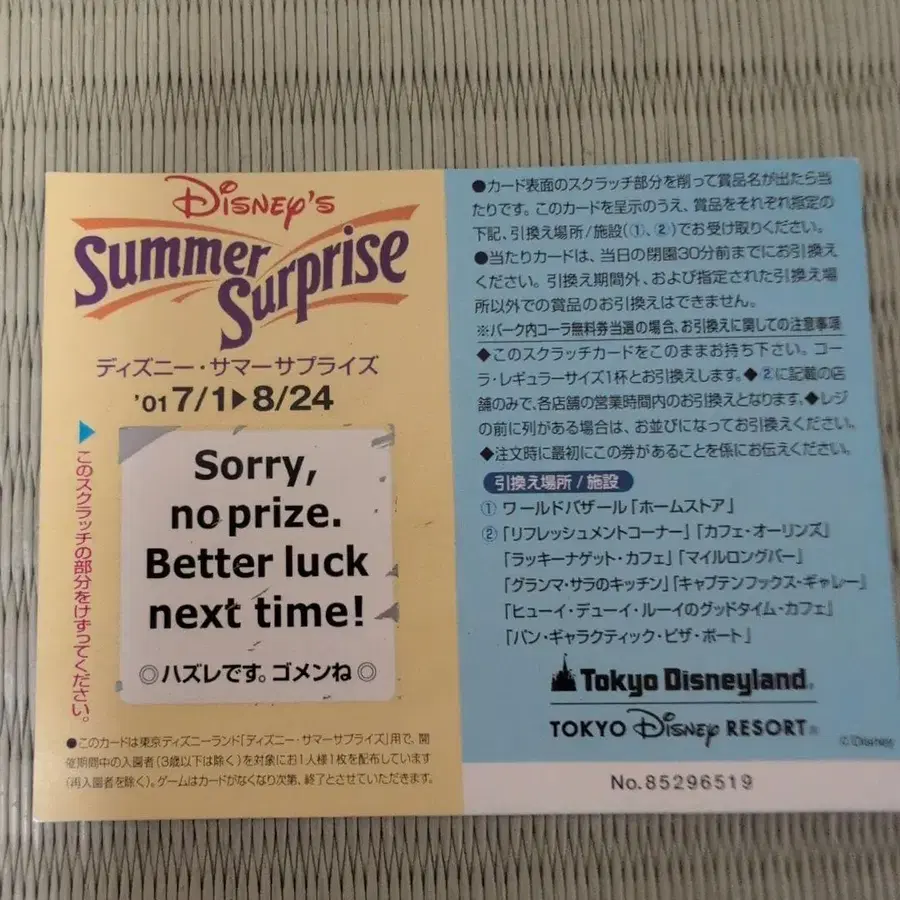 Disney's
Summer
Surprise
ディズニー・サマーサプライズ
'01 7/1▶8/24
▶このスクラッチの部分をけずってください。
Sorry,
no prize.
Better luck
next time!
◎ハズレです。ゴメンね◎
●このカードは東京ディズニーランド「ディズニー・サマーサプライズ」用で、開
催期間中の入園者(3歳以下は除く)を対象にお1人様1枚を配布しています
(再入園者を除く)。ゲームはカードがなくなり次第、終了とさせていただきます。
●カード表面のスクラッチ部分を削って賞品名が出たら当
たりです。このカードを呈示のうえ、賞品をそれぞれ指定の
下記、引換え場所/施設(①、②)でお受け取りください。
●当たりカードは、当日の閉園30分前までにお引換え
ください。引換え期間外、および指定された引換え場
所以外での賞品のお引換えはできません。
※パーク内コーラ無料券当選の場合、お引換えに関しての注意事項
◆このスクラッチカードをこのままお持ち下さい。コー
ラ・レギュラーサイズ1杯とお引換えします。◆②に記載の店
舗のみで、各店舗の営業時間内のお引換えとなります。◆レジ
の前に列がある場合は、お並びになってお引換えください。
◆注文時に最初にこの券があることを係にお伝えください。
引換え場所/施設
① ワールドバザール「ホームストア」
②「リフレッシュメントコーナー」「カフェ・オーリンズ」
「ラッキーナゲット・カフェ」「マイルロングバー」
「グランマ・サラのキッチン」「キャプテンフックス・ギャレー」
「ヒューイ・デューイ・ルーイのグッドタイム・カフェ」
「パン・ギャラクティック・ピザ・ポート」
Tokyo Disneyland®
TOKYO Disney RESORT®
©Disney
No.85296519